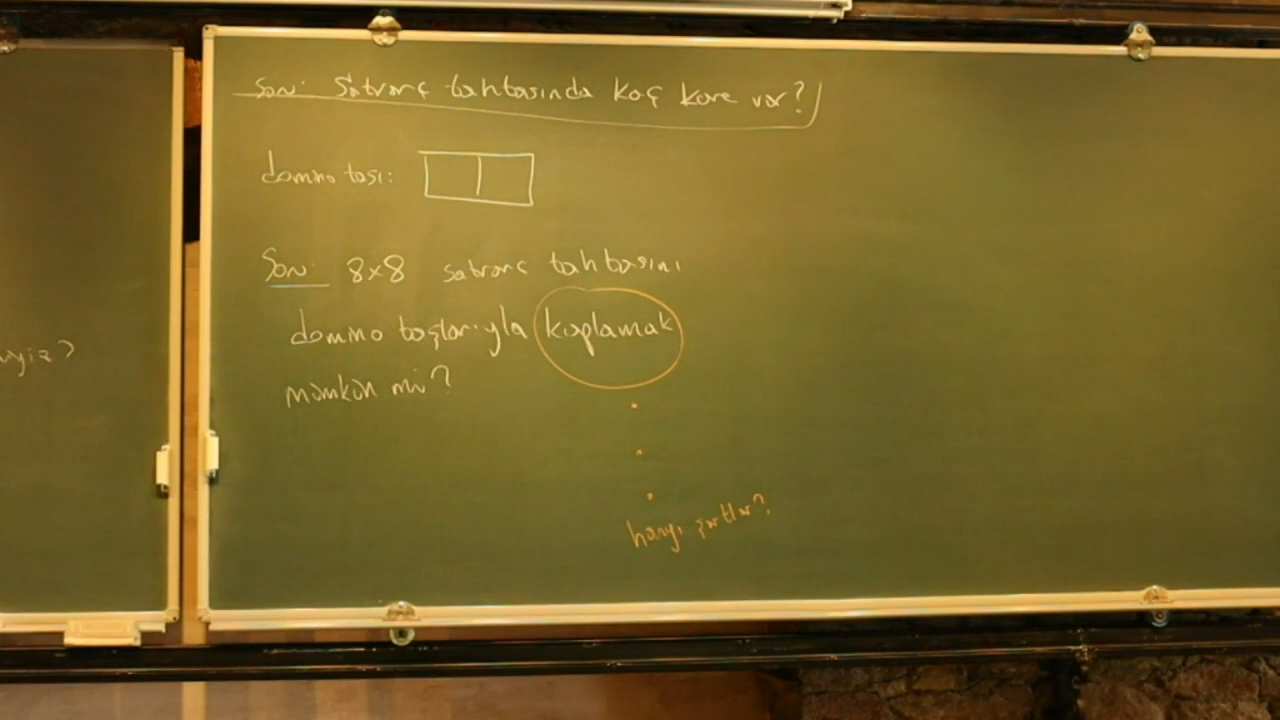 Soru: Satranç tahtasında kaç kare var?
domino taşı:
Soru: 8x8 satranç tahtasını
domino taşlarıyla kaplamak
mümkün mü?
hangi şartlar?